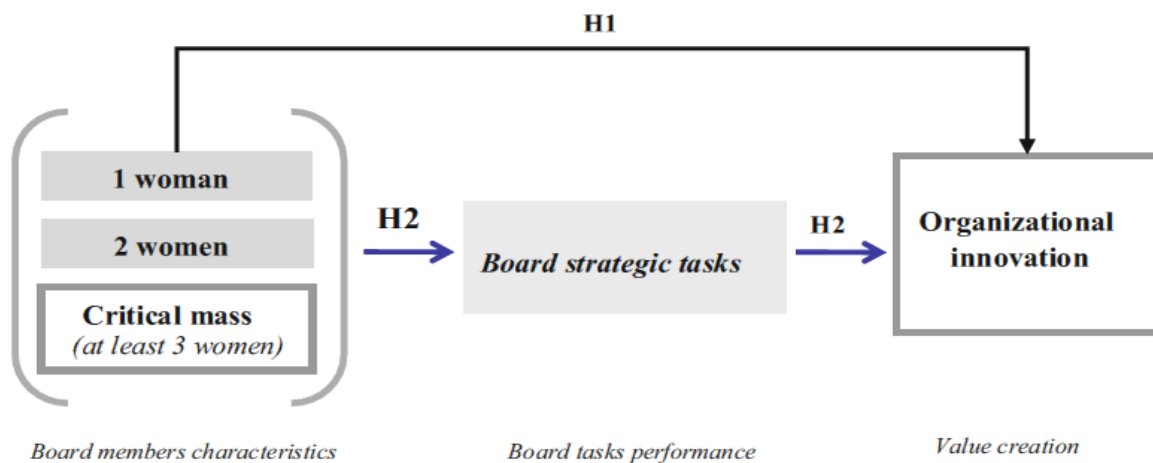 H1
1 woman
2 women
Critical mass
(at least 3 women)
H2
Board strategic tasks
H2
Organizational
innovation
Board members characteristics
Board tasks performance
Value creation